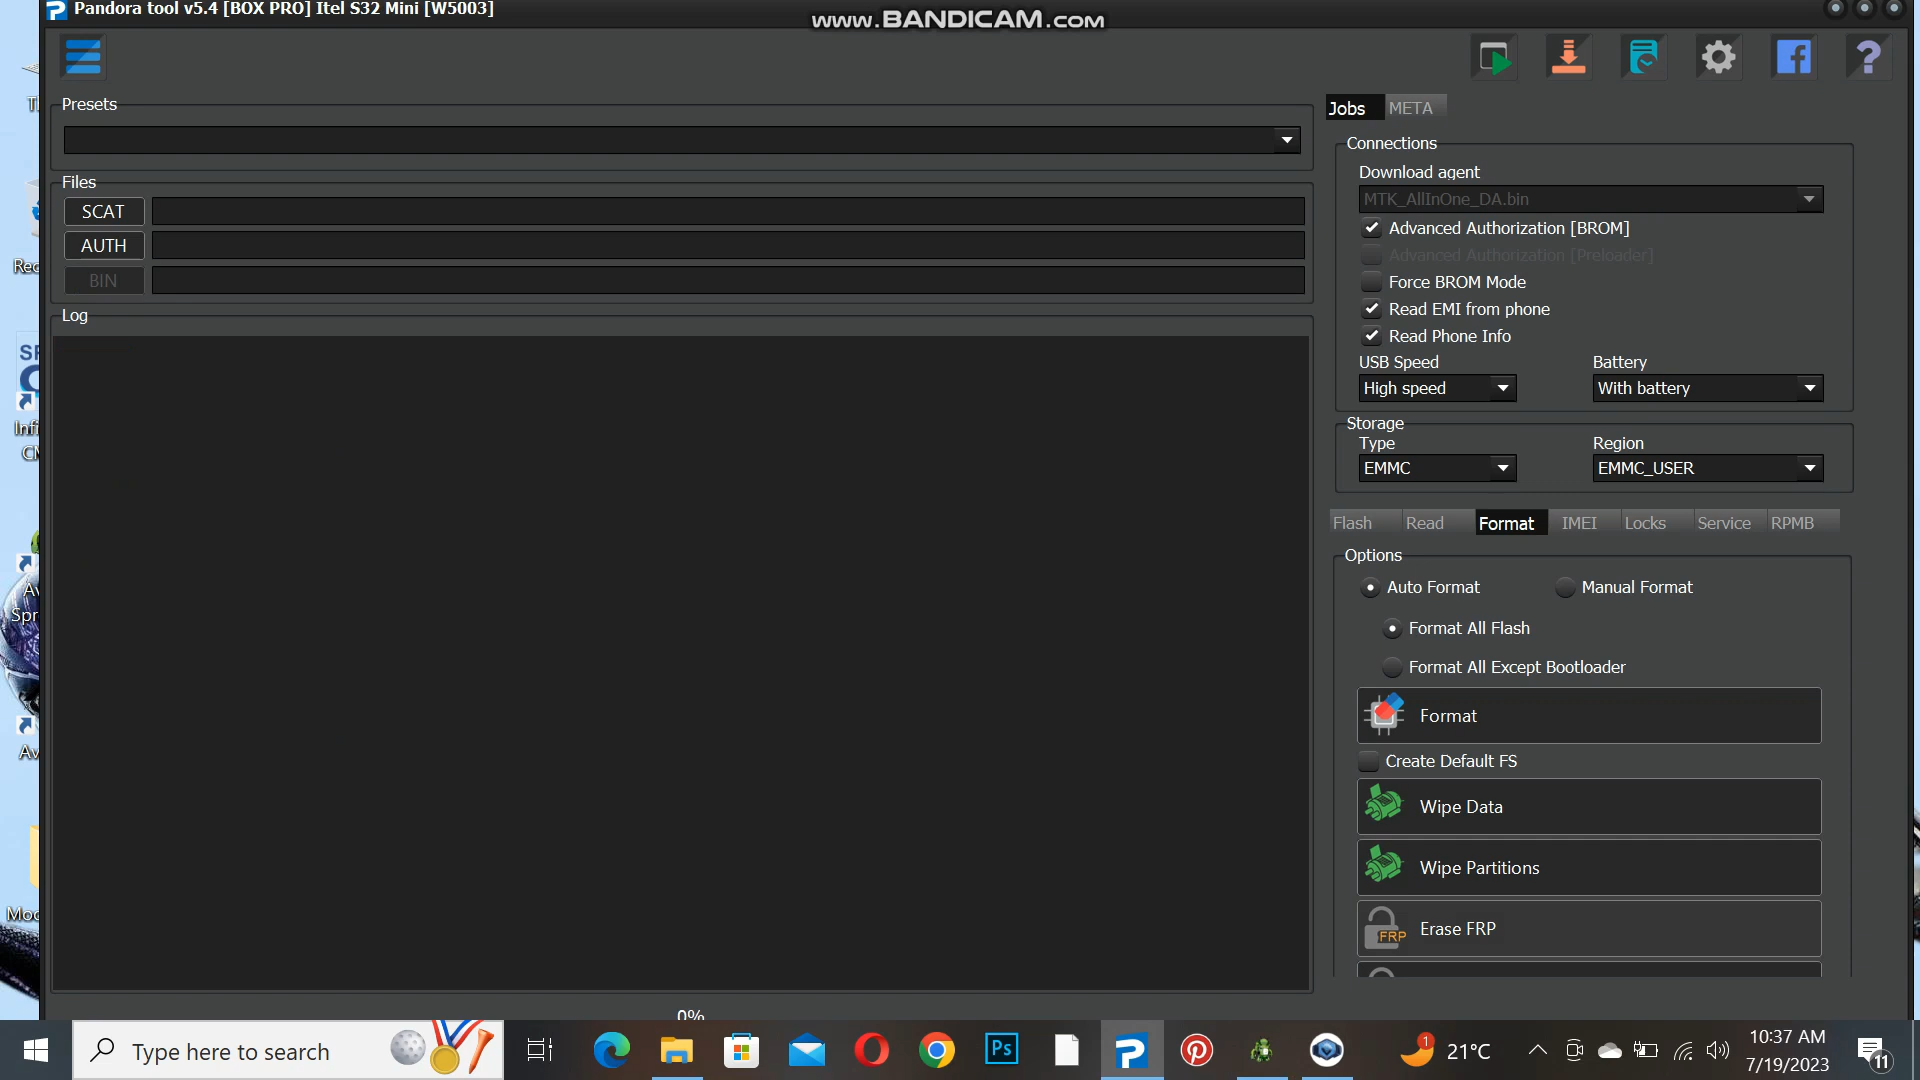 Pandora tool v5.4 [BOX PRO] Itel S32 Mini [W5003]
www.BANDICAM.com
Presets
Files
SCAT
AUTH
BIN
Log
0%
Jobs META
Connections
Download agent
MTK_AllInOne_DA.bin
Advanced Authorization [BROM]
Advanced Authorization [Preloader]
Force BROM Mode
Read EMI from phone
Read Phone Info
USB Speed Battery
High speed With battery
Storage
Type Region
EMMC EMMC_USER
Flash Read Format IMEI Locks Service RPMB
Options
Auto Format Manual Format
Format All Flash
Format All Except Bootloader
Format
Create Default FS
Wipe Data
Wipe Partitions
FRP Erase FRP
Type here to search
Ps
1
21°C
10:37 AM
7/19/2023
11